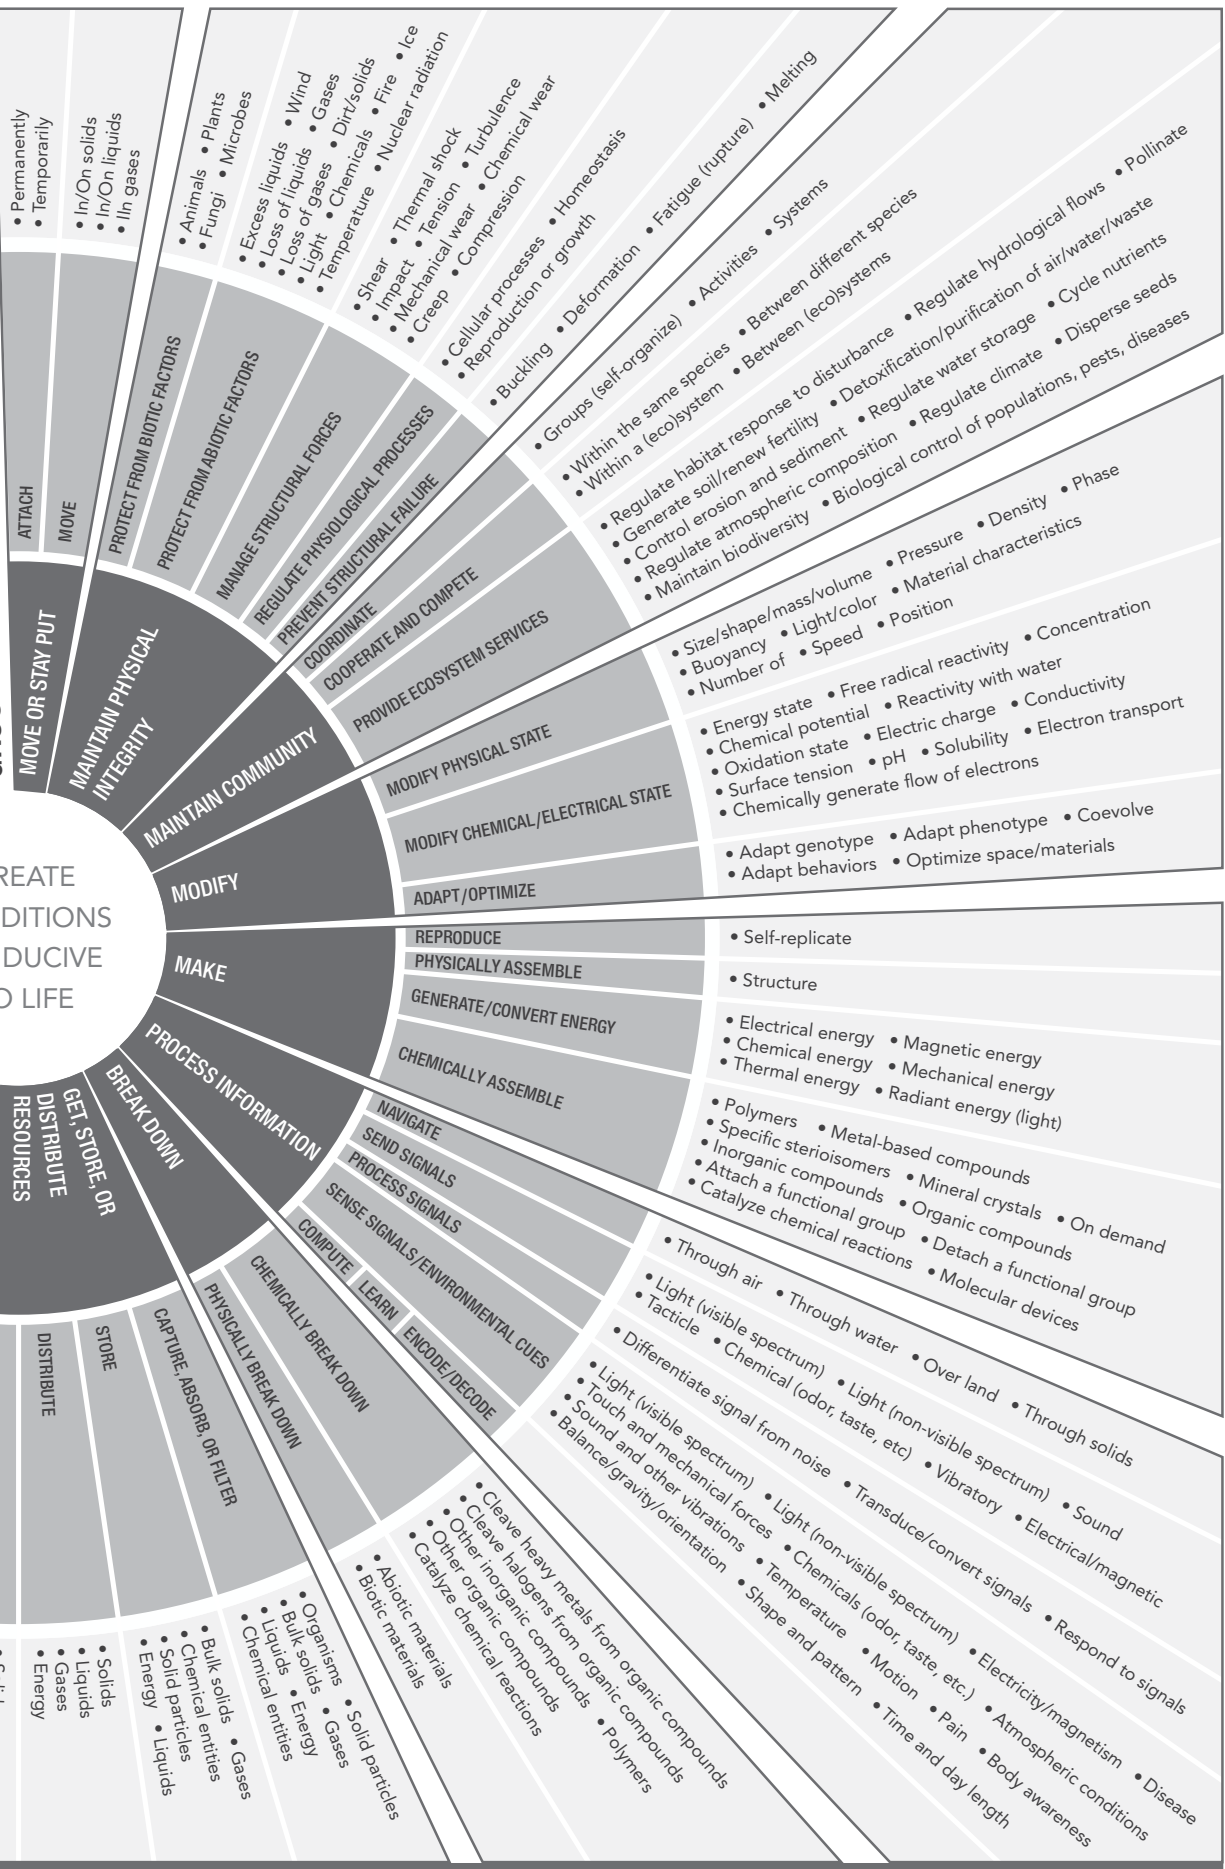 REATE
DITIONS
DUCIVE
O LIFE
MOVE OR STAY PUT
ATTACH
• Permanently
• Temporarily
MOVE
• In/On solids
• In/On liquids
• IIn gases
MAINTAIN PHYSICAL
INTEGRITY
PROTECT FROM BIOTIC FACTORS
• Animals • Plants
• Fungi • Microbes
PROTECT FROM ABIOTIC FACTORS
• Excess liquids • Wind
• Loss of liquids • Gases
• Loss of gases • Dirt/solids
• Light • Chemicals • Fire • Ice
• Temperature • Nuclear radiation
MANAGE STRUCTURAL FORCES
• Shear • Thermal shock
• Impact • Tension • Turbulence
• Mechanical wear • Chemical wear
• Creep • Compression
REGULATE PHYSIOLOGICAL PROCESSES
• Cellular processes • Homeostasis
• Reproduction or growth
PREVENT STRUCTURAL FAILURE
• Buckling • Deformation • Fatigue (rupture) • Melting
MAINTAIN COMMUNITY
COORDINATE
• Groups (self-organize) • Activities • Systems
COOPERATE AND COMPETE
• Within the same species • Between different species
• Within a (eco)system • Between (eco)systems
PROVIDE ECOSYSTEM SERVICES
• Regulate habitat response to disturbance • Regulate hydrological flows • Pollinate
• Generate soil/renew fertility • Detoxification/purification of air/water/waste
• Control erosion and sediment • Regulate water storage • Cycle nutrients
• Regulate atmospheric composition • Regulate climate • Disperse seeds
• Maintain biodiversity • Biological control of populations, pests, diseases
MODIFY
MODIFY PHYSICAL STATE
• Size/shape/mass/volume • Pressure • Density • Phase
• Buoyancy • Light/color • Material characteristics
• Number of • Speed • Position
MODIFY CHEMICAL/ELECTRICAL STATE
• Energy state • Free radical reactivity • Concentration
• Chemical potential • Reactivity with water
• Oxidation state • Electric charge • Conductivity
• Surface tension • pH • Solubility • Electron transport
• Chemically generate flow of electrons
ADAPT/OPTIMIZE
• Adapt genotype • Adapt phenotype • Coevolve
• Adapt behaviors • Optimize space/materials
MAKE
REPRODUCE
• Self-replicate
PHYSICALLY ASSEMBLE
• Structure
GENERATE/CONVERT ENERGY
• Electrical energy • Magnetic energy
• Chemical energy • Mechanical energy
• Thermal energy • Radiant energy (light)
CHEMICALLY ASSEMBLE
• Polymers • Metal-based compounds
• Specific sterioisomers • Mineral crystals • On demand
• Inorganic compounds • Organic compounds
• Attach a functional group • Detach a functional group
• Catalyze chemical reactions • Molecular devices
PROCESS INFORMATION
NAVIGATE
• Through air • Through water • Over land • Through solids
SEND SIGNALS
• Light (visible spectrum) • Light (non-visible spectrum) • Sound
• Tacticle • Chemical (odor, taste, etc) • Vibratory • Electrical/magnetic
PROCESS SIGNALS
• Differentiate signal from noise • Transduce/convert signals • Respond to signals
SENSE SIGNALS/ENVIRONMENTAL CUES
• Light (visible spectrum) • Light (non-visible spectrum) • Electricity/magnetism • Disease
• Touch and mechanical forces • Chemicals (odor, taste, etc.) • Atmospheric conditions
• Sound and other vibrations • Temperature • Motion • Pain • Body awareness
• Balance/gravity/orientation • Shape and pattern • Time and day length
COMPUTE
LEARN
ENCODE/DECODE
BREAK DOWN
CHEMICALLY BREAK DOWN
• Cleave heavy metals from organic compounds
• Cleave halogens from organic compounds
• Other inorganic compounds • Polymers
• Other organic compounds
• Catalyze chemical reactions
PHYSICALLY BREAK DOWN
• Abiotic materials
• Biotic materials
GET, STORE, OR
DISTRIBUTE
RESOURCES
CAPTURE, ABSORB, OR FILTER
• Organisms • Solid particles
• Bulk solids • Gases
• Liquids • Energy
• Chemical entities
STORE
• Bulk solids • Gases
• Chemical entities
• Solid particles
• Energy • Liquids
DISTRIBUTE
• Solids
• Liquids
• Gases
• Energy